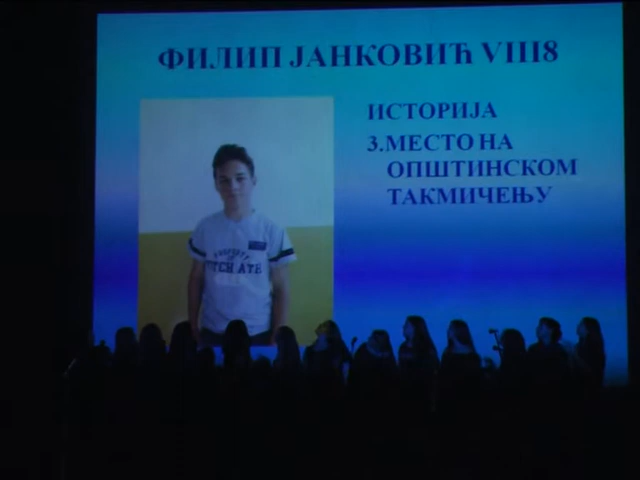 ФИЛИП ЈАНКОВИЋ VIII8
ИСТОРИЈА
3.МЕСТО НА
ОПШТИНСКОМ
ТАКМИЧЕЊУ